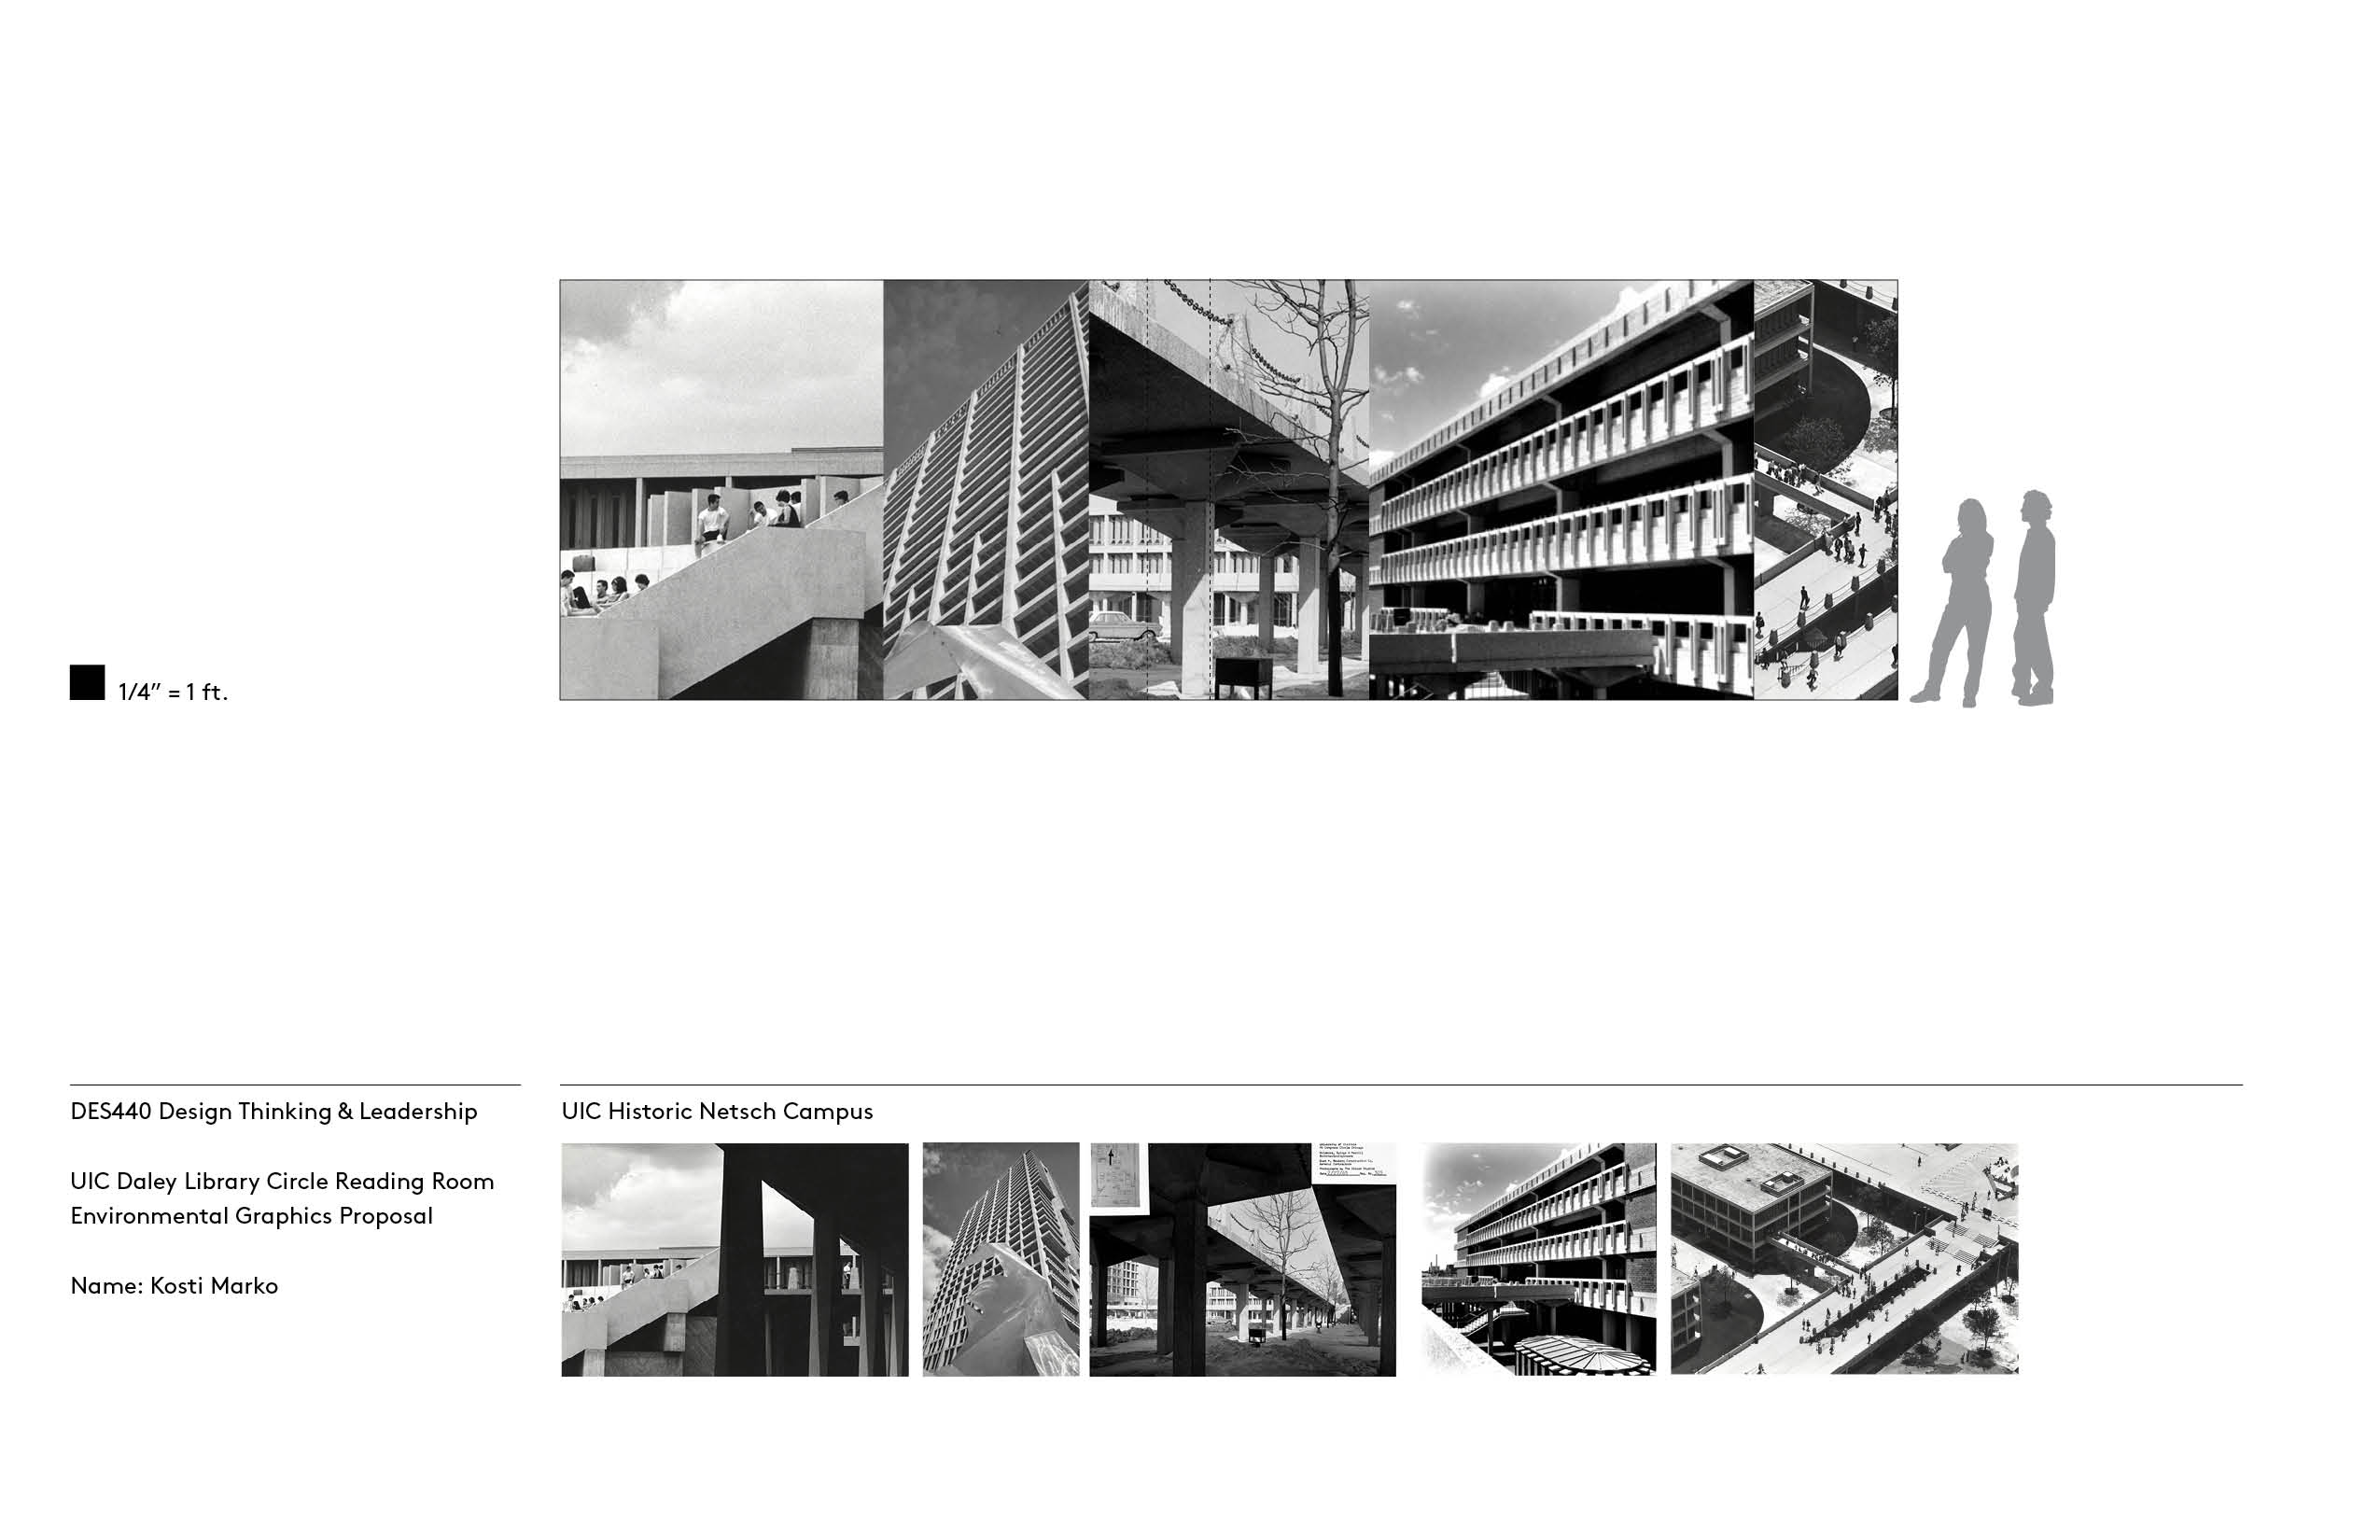 1/4” = 1 ft.
DES440 Design Thinking & Leadership
UIC Daley Library Circle Reading Room
Environmental Graphics Proposal
Name: Kosti Marko
UIC Historic Netsch Campus